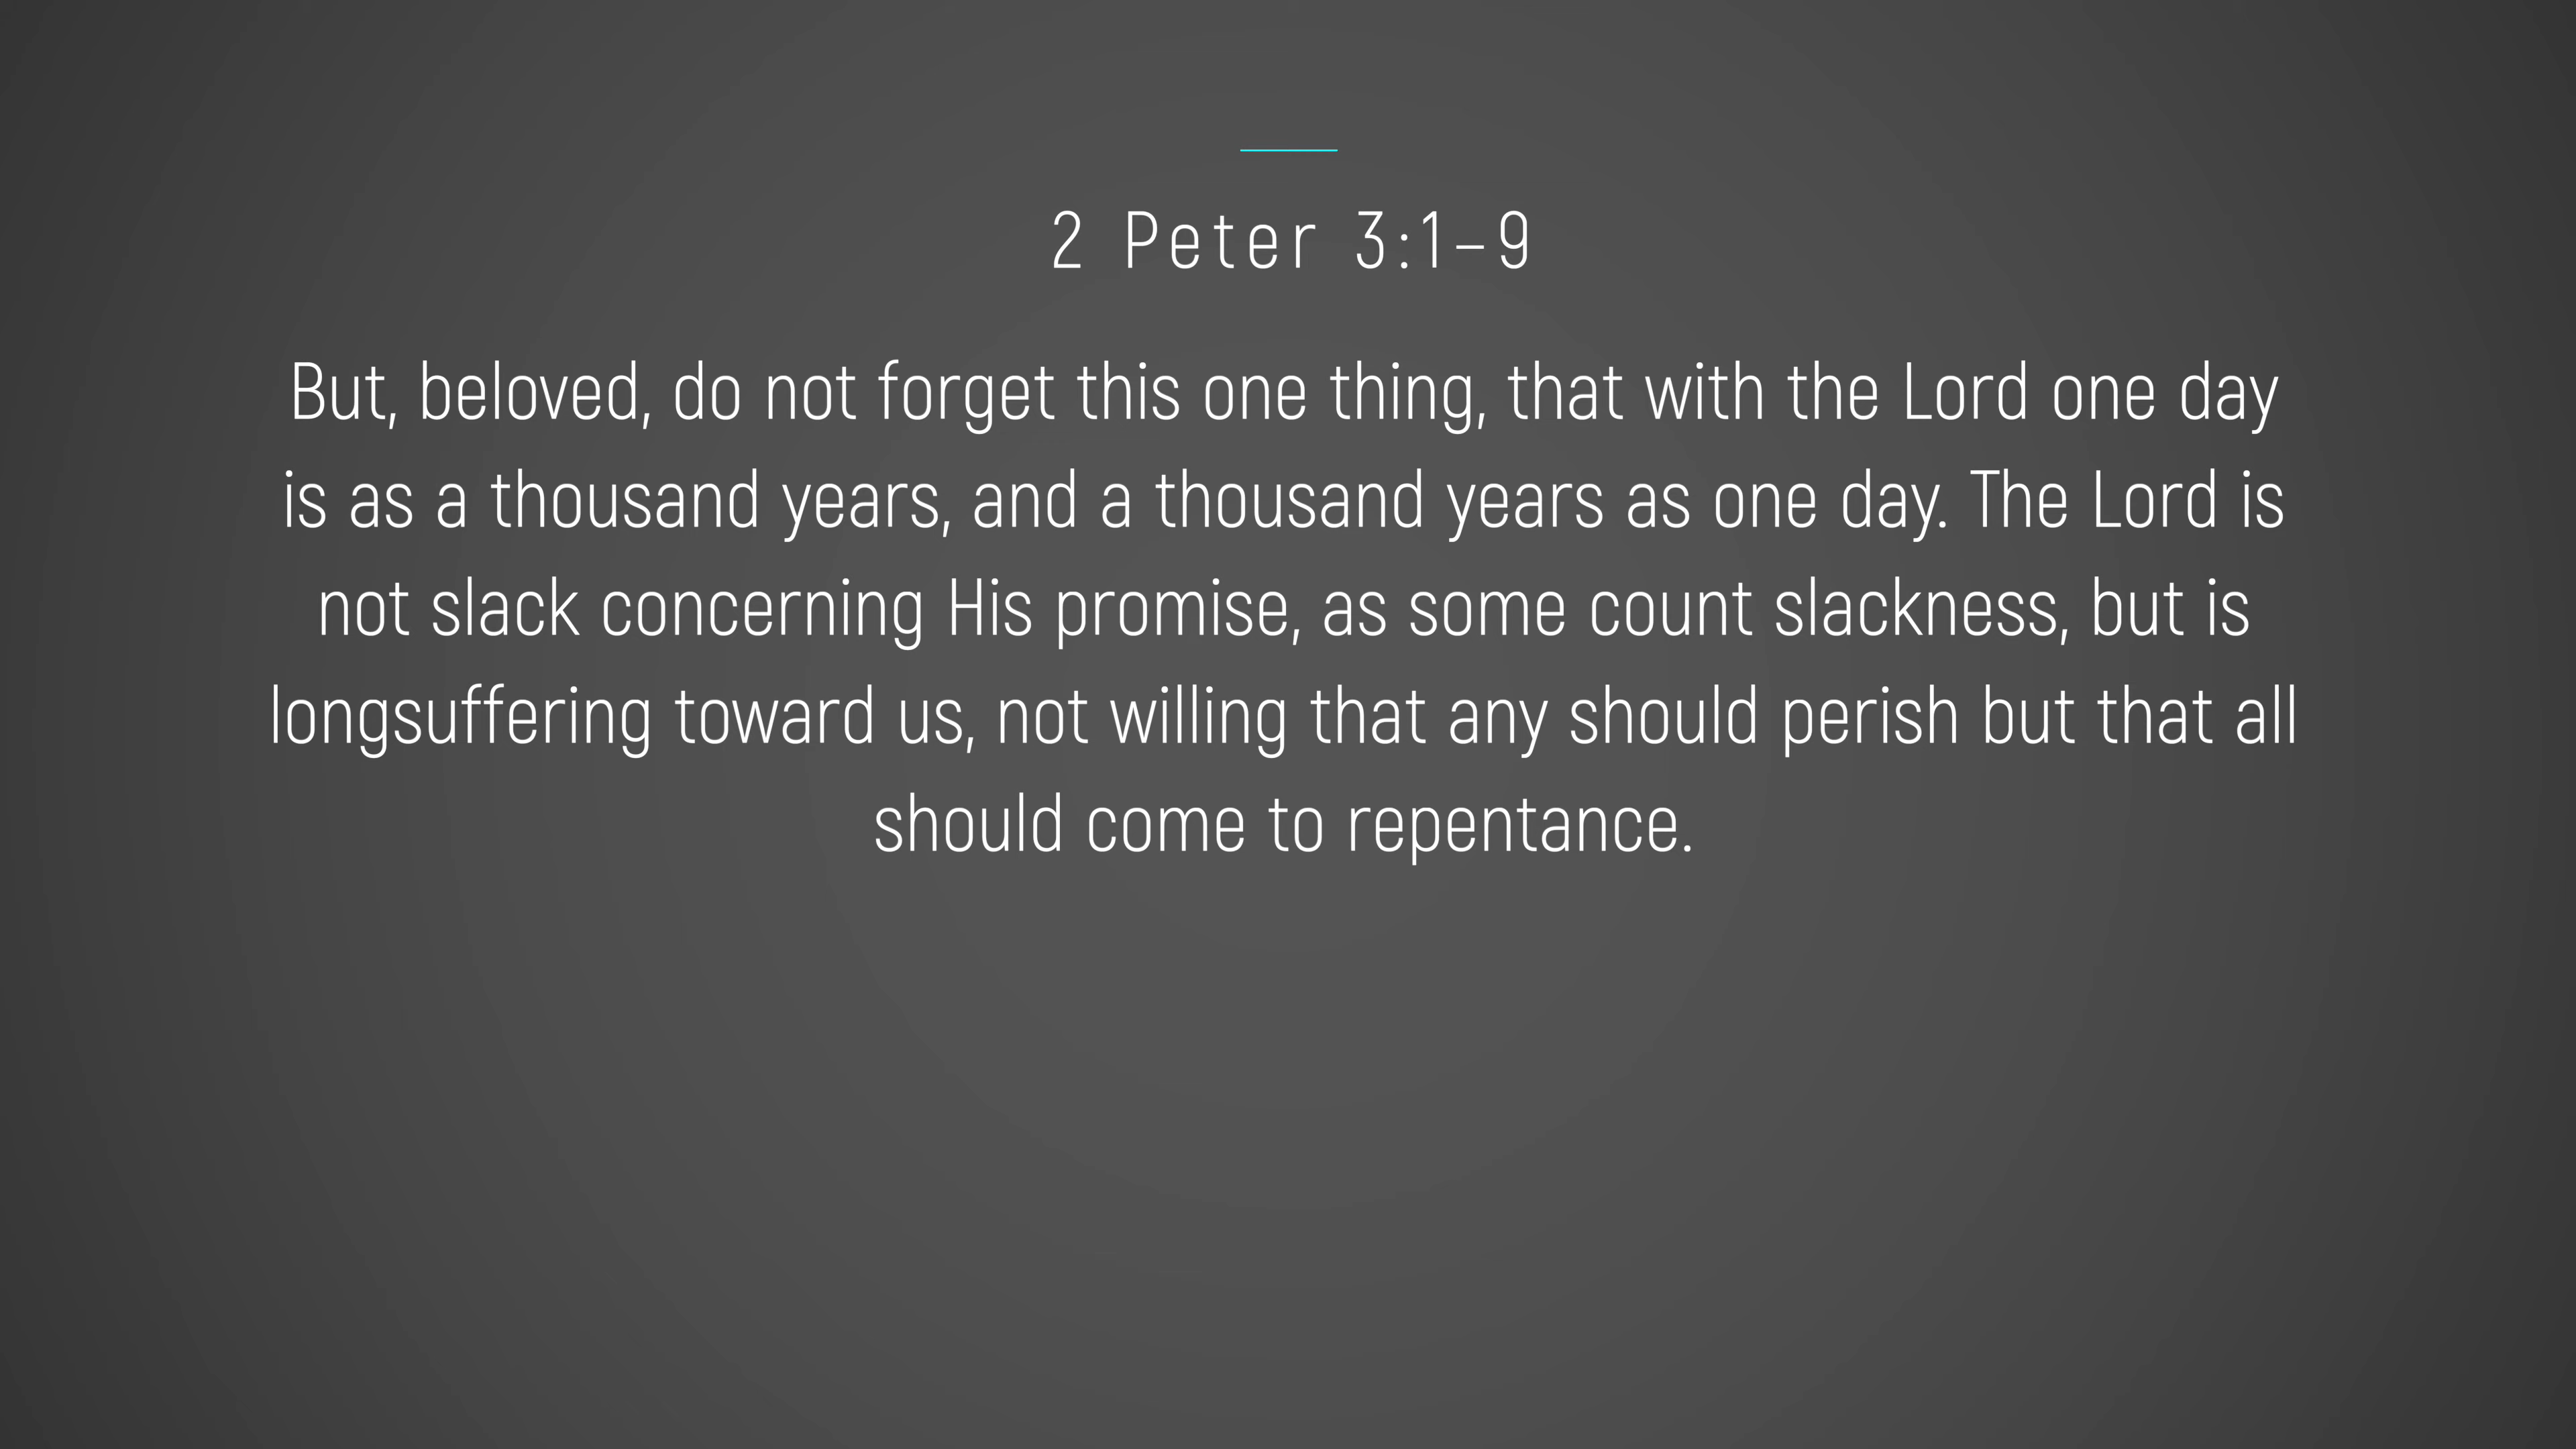 2 Peter 3:1–9
But, beloved, do not forget this one thing, that with the Lord one day
is as a thousand years, and a thousand years as one day. The Lord is
not slack concerning His promise, as some count slackness, but is
longsuffering toward us, not willing that any should perish but that all
should come to repentance.